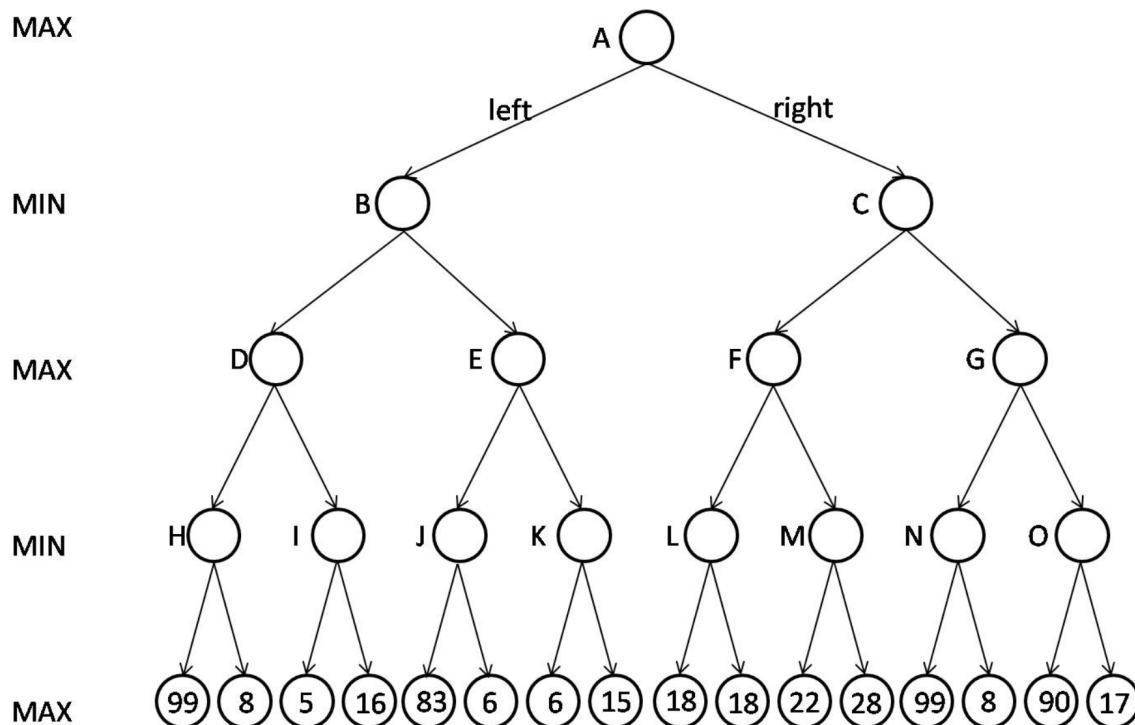 MAX A
left right
MIN B C
MAX D E F G
MIN H I J K L M N O
MAX 99 8 5 16 83 6 6 15 18 18 22 28 99 8 90 17